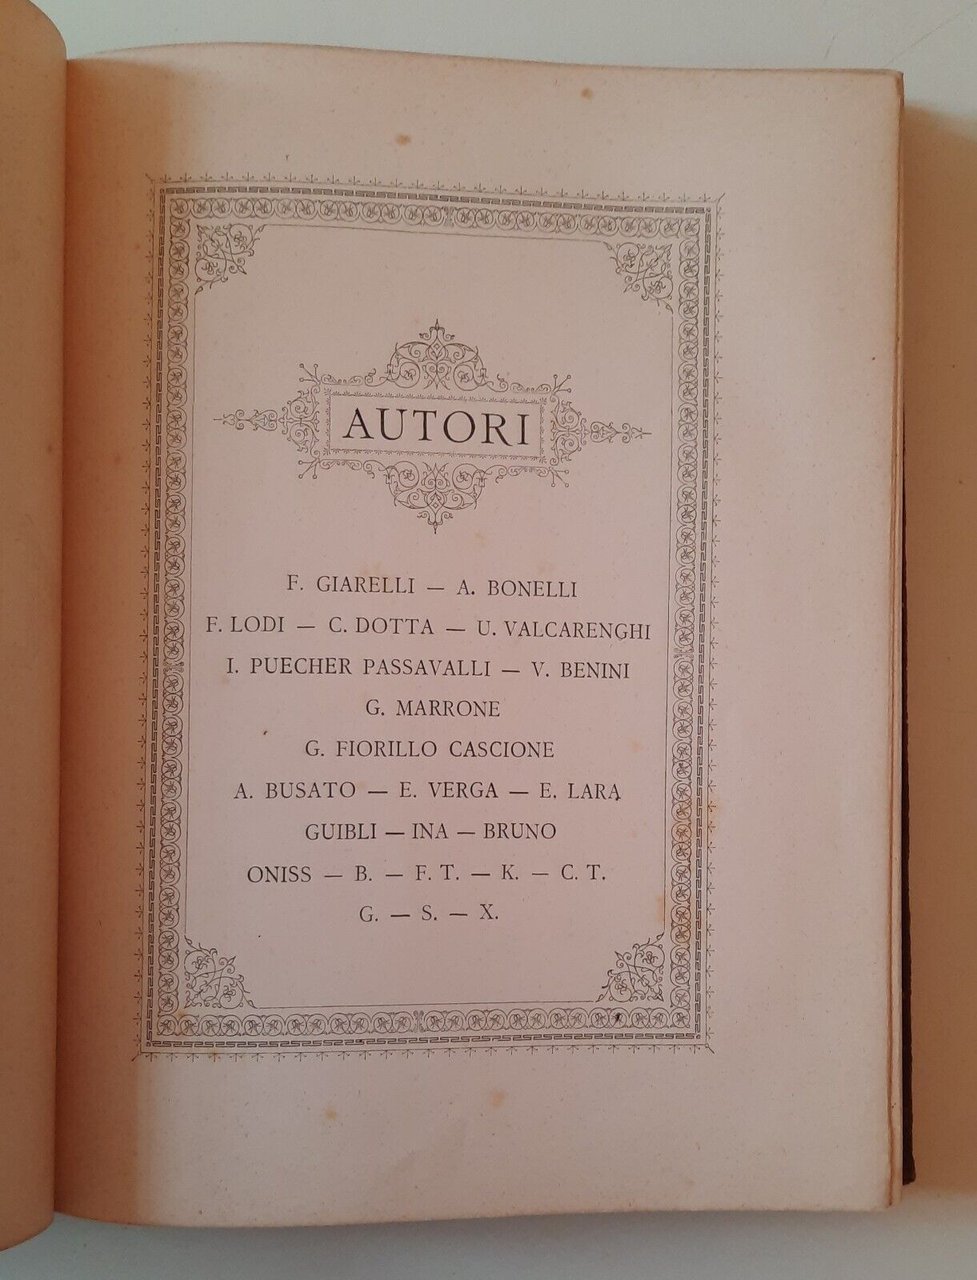 AUTORI
F. GIARELLI — A. BONELLI
F. LODI — C. DOTTA — U. VALCARENGHI
I. PUECHER PASSAVALLI — V. BENINI
G. MARRONE
G. FIORILLO CASCIONE
A. BUSATO — E. VERGA — E. LARA
GUIBLI — INA — BRUNO
ONISS — B. — F. T. — K. — C. T.
G. — S. — X.